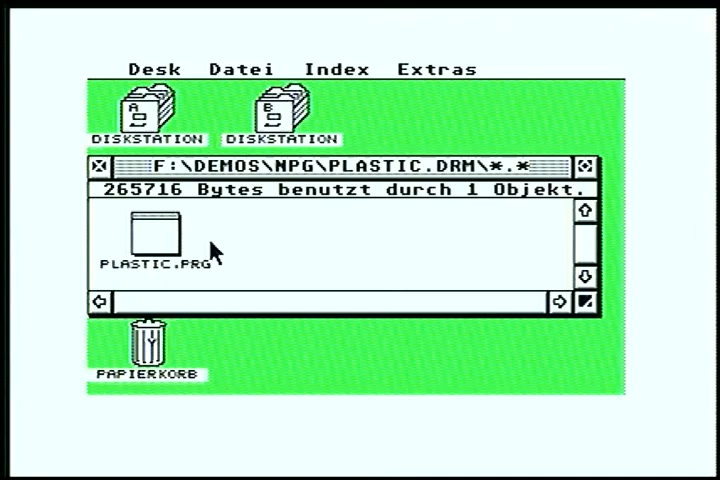 Desk Datei Index Extras
A B
DISKSTATION DISKSTATION
F:\DEMOS\NPG\PLASTIC.DRM\*.*
265716 Bytes benutzt durch 1 Objekt.
PLASTIC.PRG
PAPIERKORB